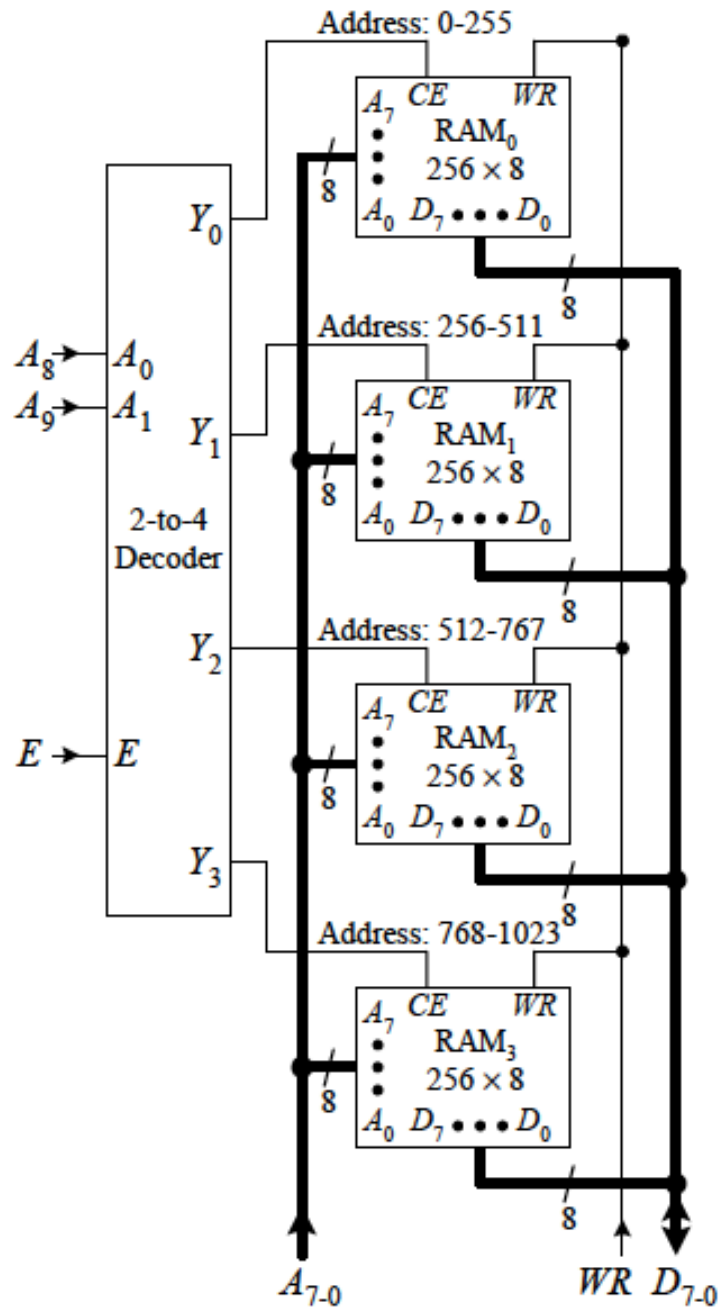 Address: 0-255
A7 CE WR
RAM0
256 × 8
8
A0 D7 ••• D0
Y0
8
Address: 256-511
A8 A0
A9 A1
Y1
A7 CE WR
RAM1
256 × 8
8
A0 D7 ••• D0
2-to-4
Decoder
8
Address: 512-767
Y2
A7 CE WR
RAM2
256 × 8
E E
8
A0 D7 ••• D0
Y3
8
Address: 768-1023
A7 CE WR
RAM3
256 × 8
8
A0 D7 ••• D0
8
A7-0 WR D7-0